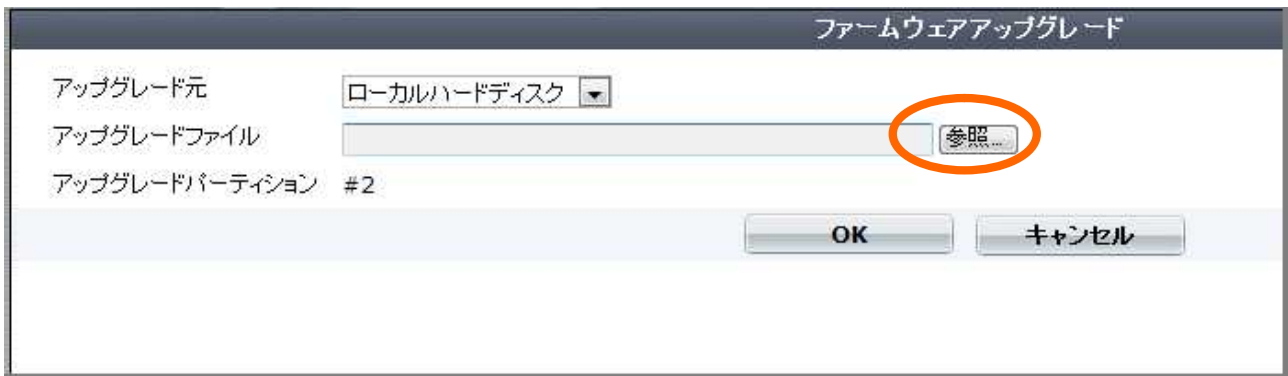 ファームウェアアップグレード
アップグレード元 ローカルハードディスク
アップグレードファイル 参照...
アップグレードパーティション #2
OK キャンセル